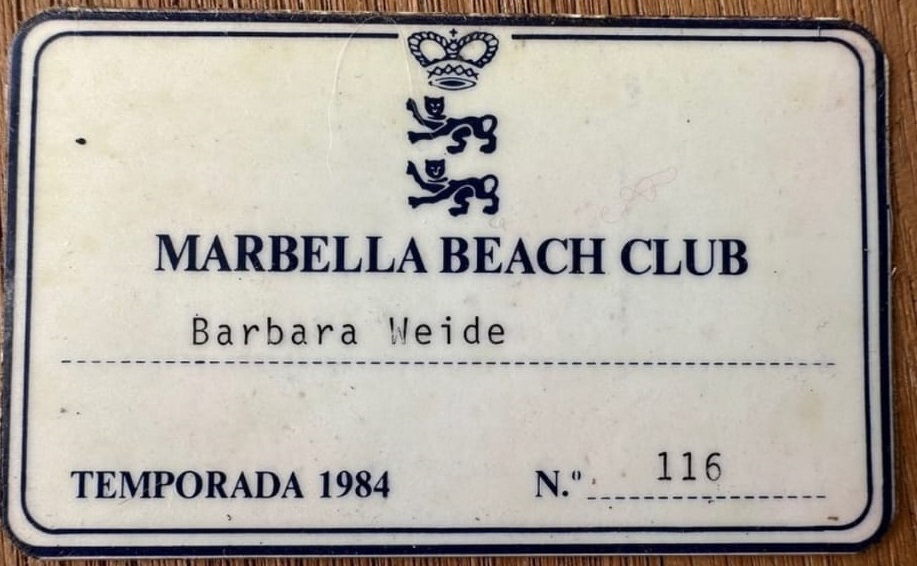 MARBELLA BEACH CLUB
Barbara Weide
TEMPORADA 1984 N.º 116